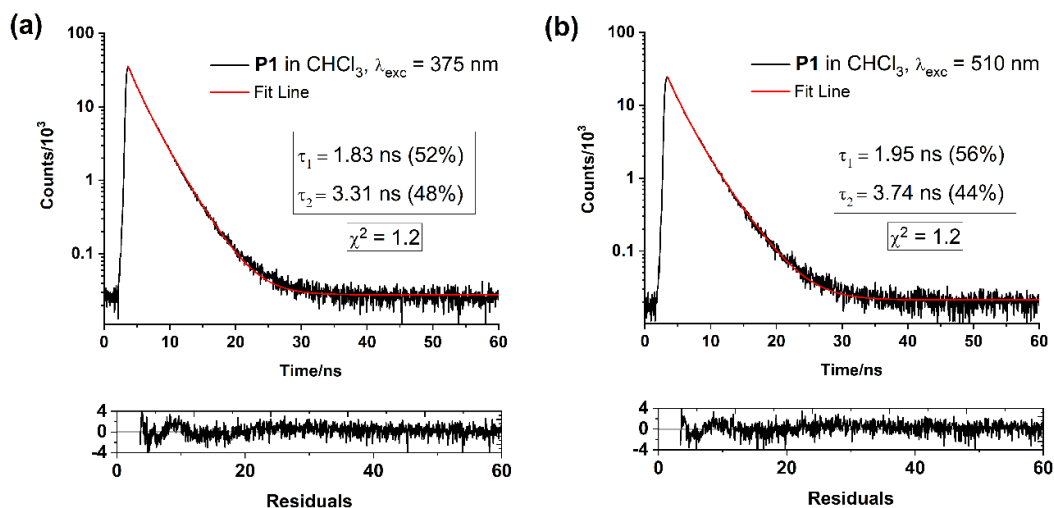 (a)
100
10
1
0.1
Counts/10³
P1 in CHCl₃, λexc = 375 nm
Fit Line
τ₁ = 1.83 ns (52%)
τ₂ = 3.31 ns (48%)
χ² = 1.2
0 10 20 30 40 50 60
Time/ns
4
0
-4
0 20 40 60
Residuals
(b)
100
10
1
0.1
Counts/10³
P1 in CHCl₃, λexc = 510 nm
Fit Line
τ₁ = 1.95 ns (56%)
τ₂ = 3.74 ns (44%)
χ² = 1.2
0 10 20 30 40 50 60
Time/ns
4
0
-4
0 20 40 60
Residuals